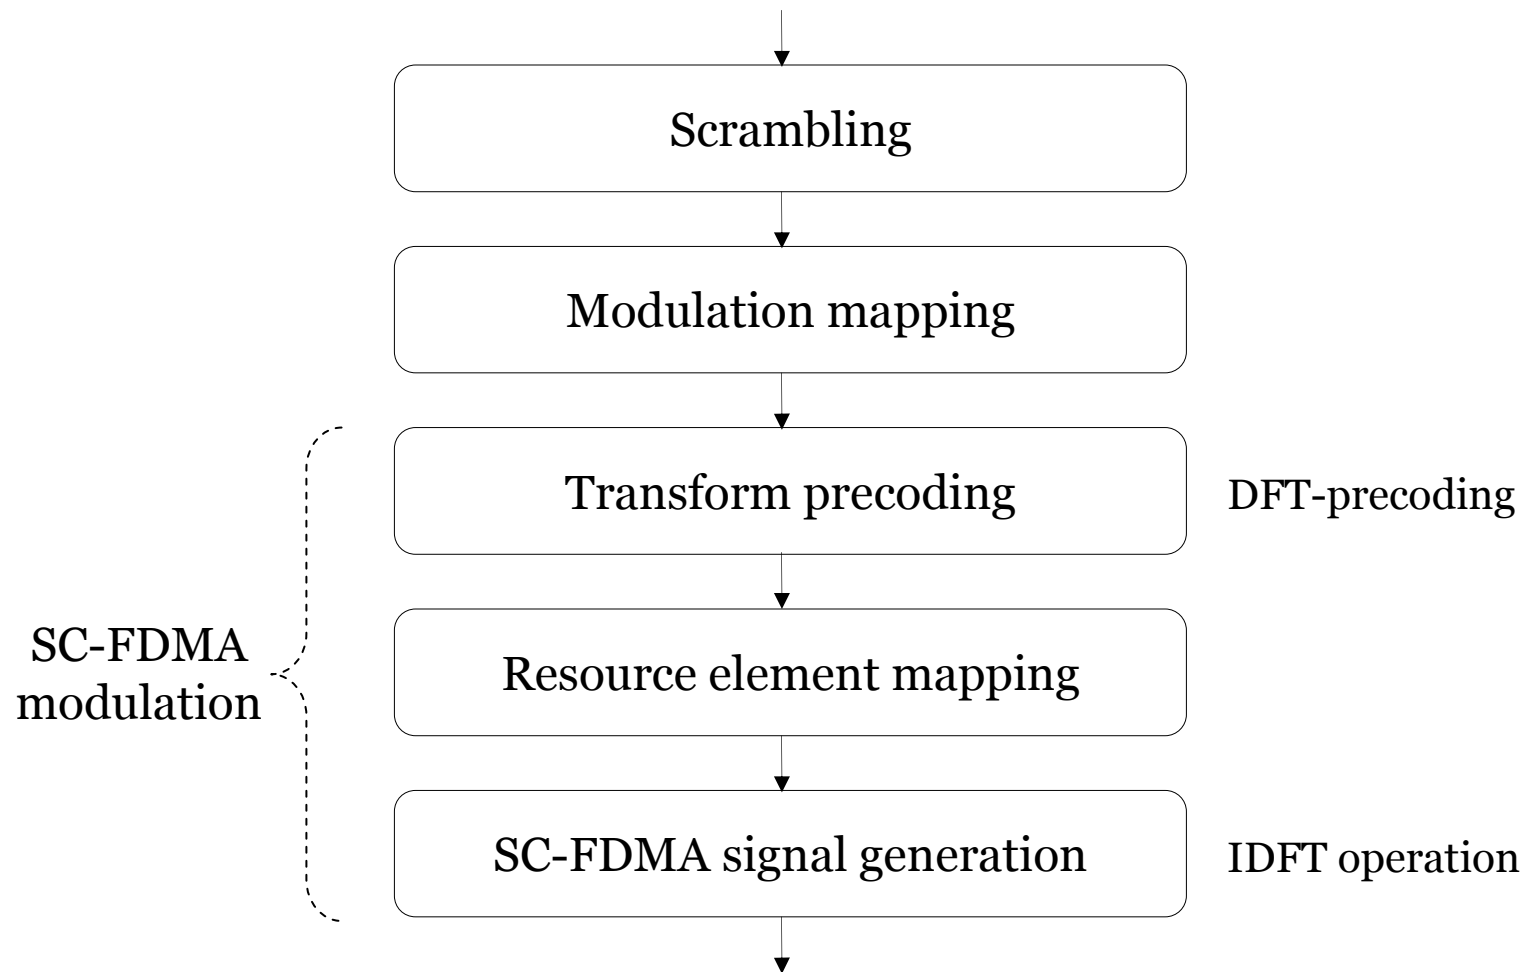 Scrambling
Modulation mapping
Transform precoding
DFT-precoding
SC-FDMA
modulation
Resource element mapping
SC-FDMA signal generation
IDFT operation